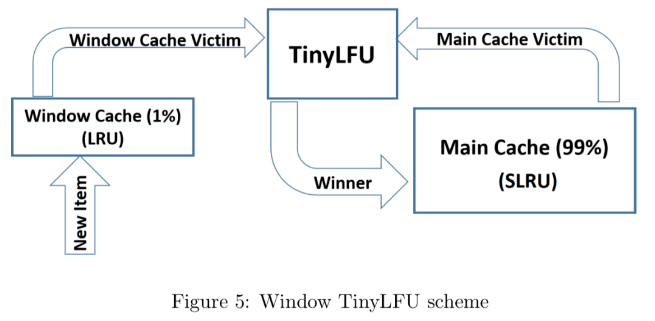 Window Cache Victim
TinyLFU
Main Cache Victim
Window Cache (1%)
(LRU)
Main Cache (99%)
(SLRU)
Winner
New Item
Figure 5: Window TinyLFU scheme